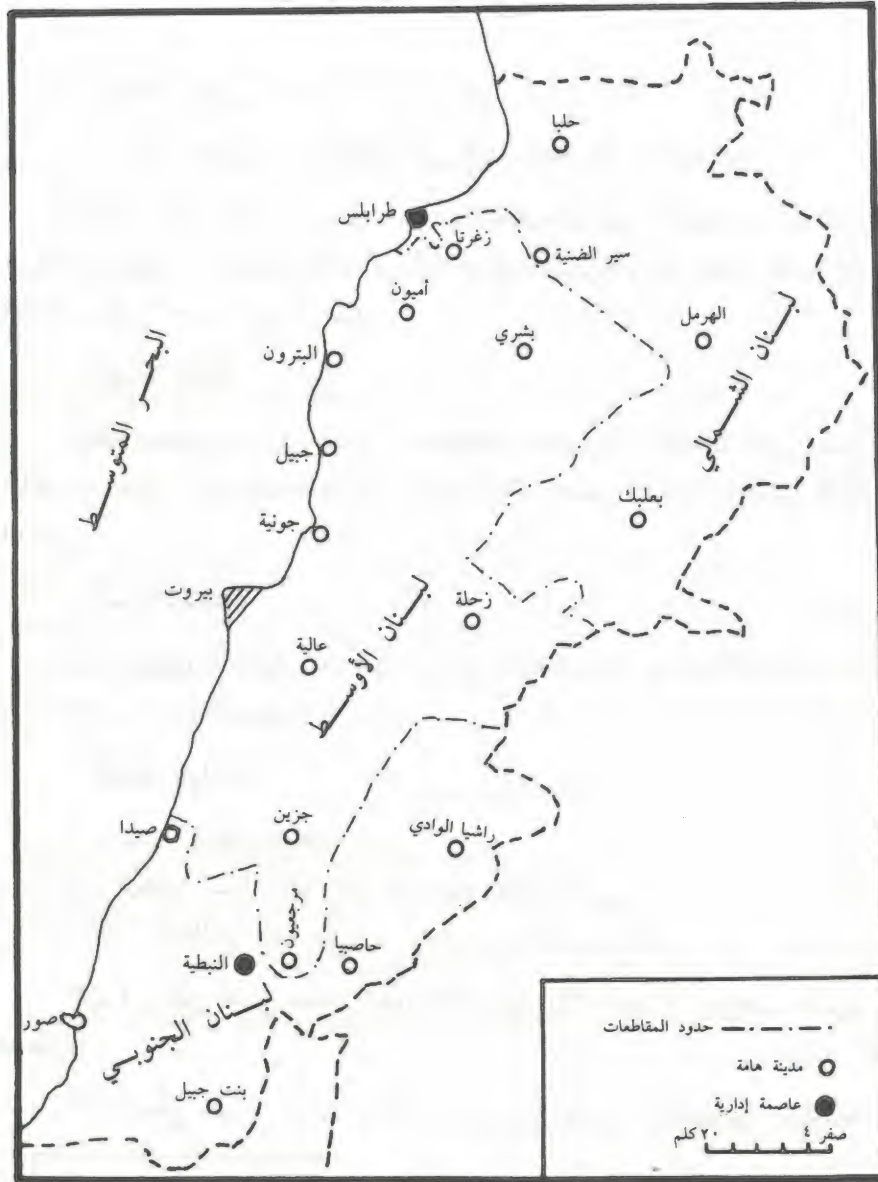 حلبا
طرابلس
زغرتا
سير الضنية
أميون
الهرمل
بشري
البترون
لبنان الشمالي
البحر المتوسط
جبيل
بعلبك
جونية
بيروت
زحلة
لبنان الأوسط
عالية
صيدا
جزين
راشيا الوادي
مرجعيون
حاصبيا
النبطية
صور
لبنان الجنوبي
بنت جبيل
حدود المقاطعات
مدينة هامة
عاصمة إدارية
صفر ٤ ٢٠ كلم